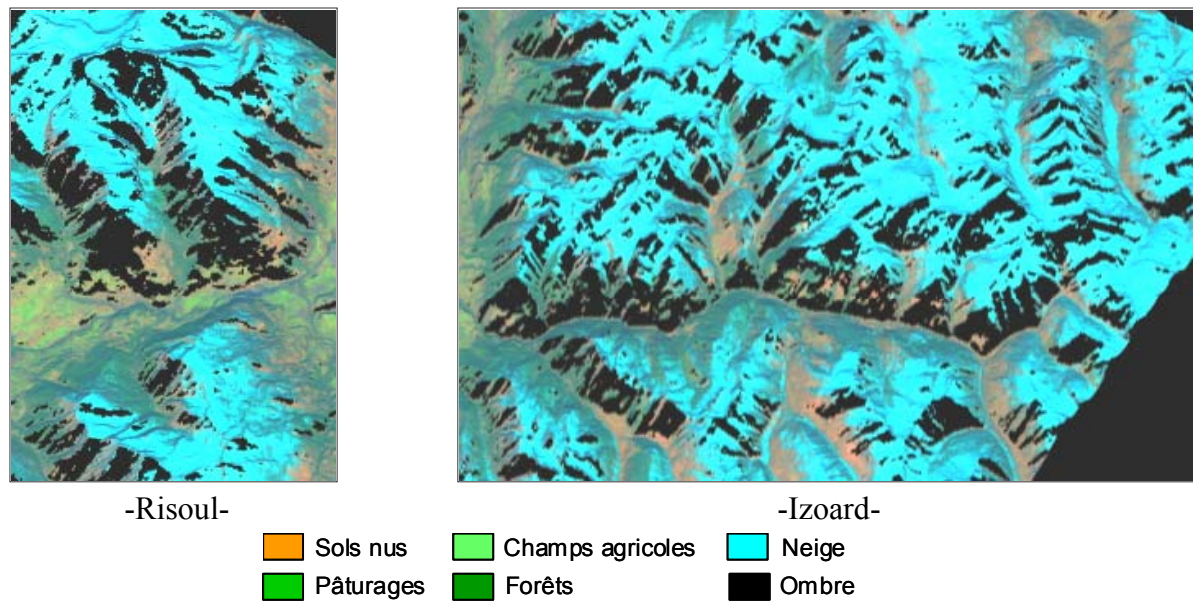 -Risoul-
-Izoard-
Sols nus
Champs agricoles
Neige
Pâturages
Forêts
Ombre